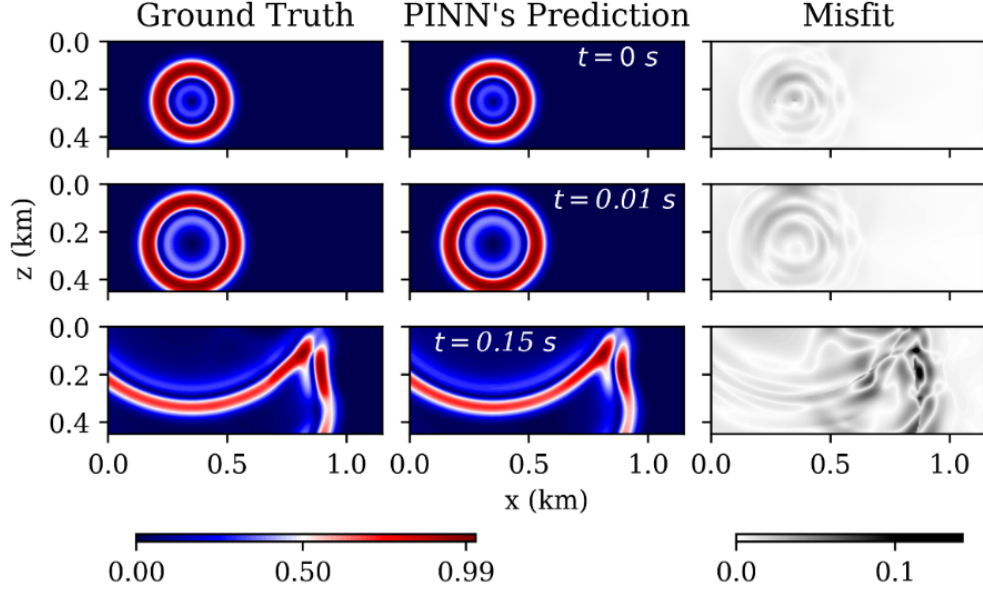 Ground Truth PINN's Prediction Misfit
0.0
t = 0 s
0.2
0.4
0.0
t = 0.01 s
z (km)
0.2
0.4
0.0
t = 0.15 s
0.2
0.4
0.0 0.5 1.0 0.0 0.5 1.0 0.0 0.5 1.0
x (km)
0.00 0.50 0.99 0.0 0.1